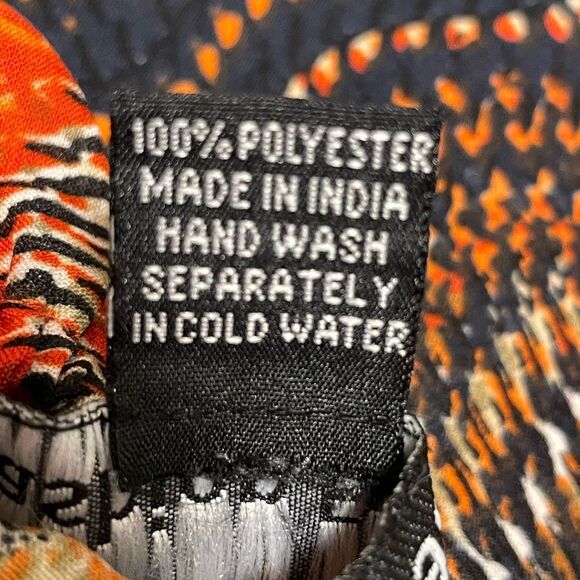 100% POLYESTER
MADE IN INDIA
HAND WASH
SEPARATELY
IN COLD WATER